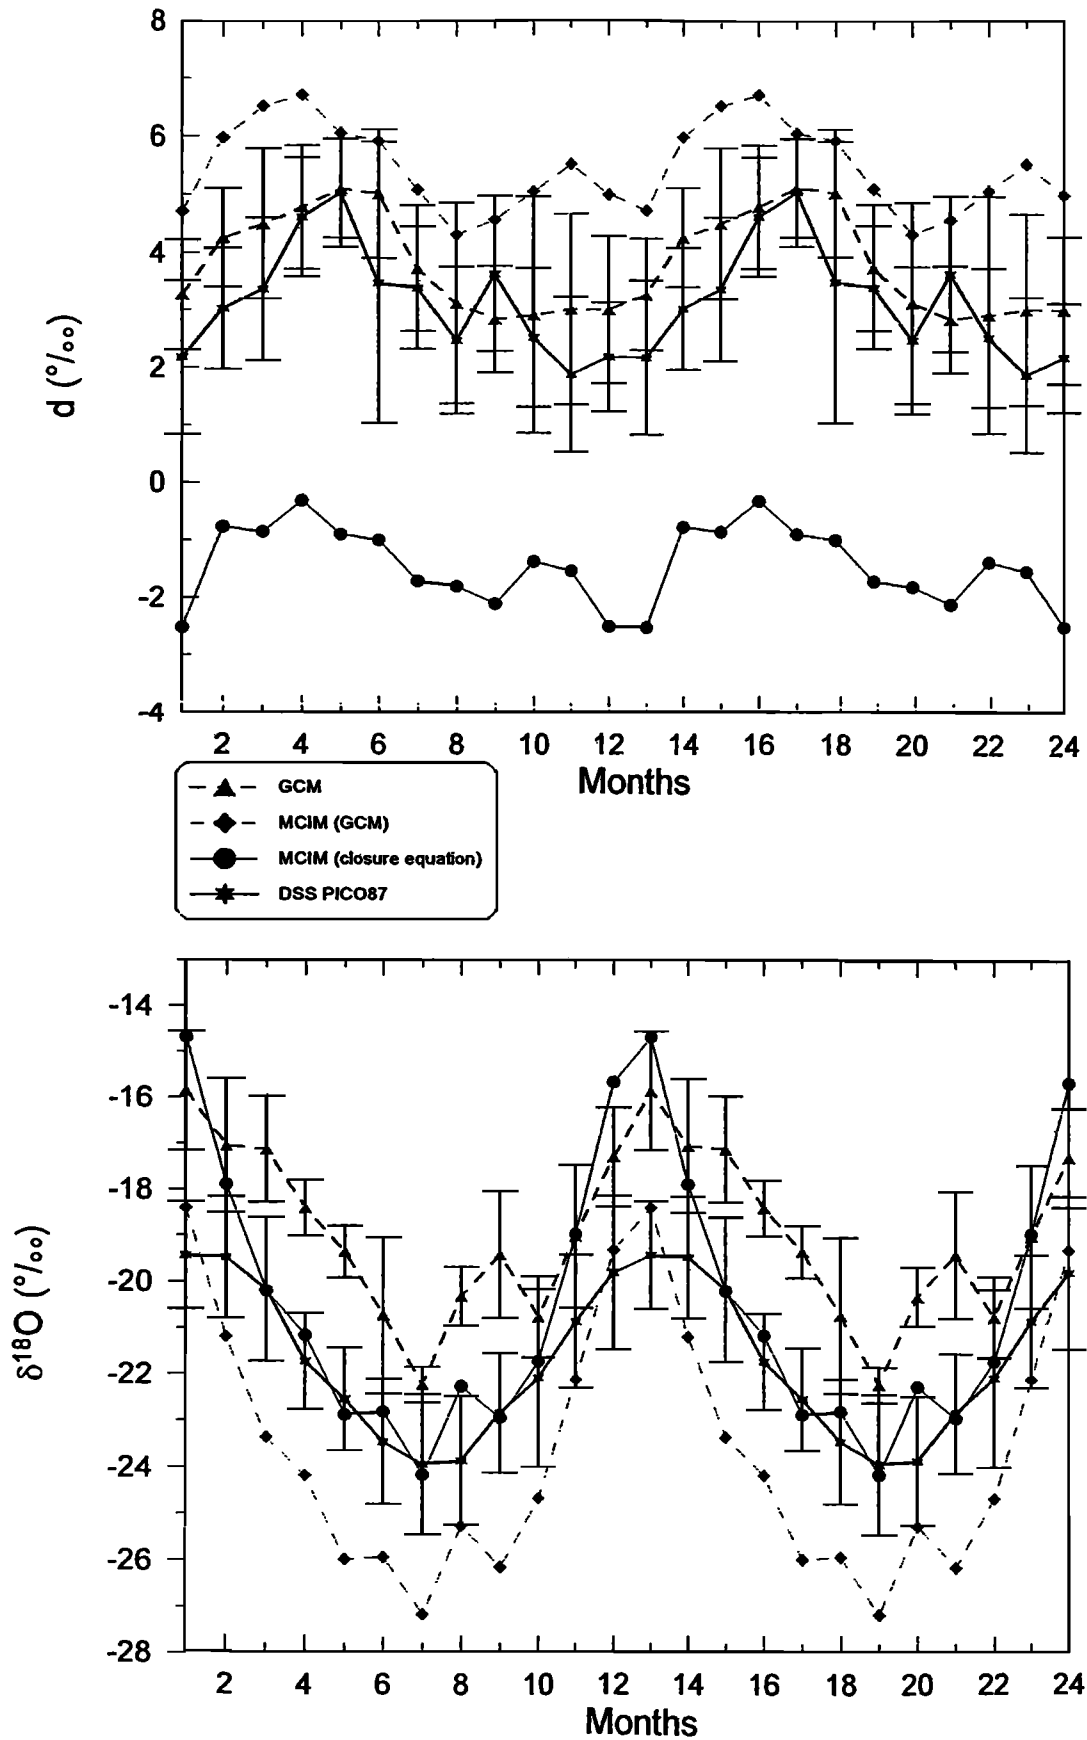 8
6
4
2
0
-2
-4
d (°/oo)
2 4 6 8 10 12 14 16 18 20 22 24
Months
GCM
MCIM (GCM)
MCIM (closure equation)
DSS PICO87
-14
-16
-18
-20
-22
-24
-26
-28
δ18O (°/oo)
2 4 6 8 10 12 14 16 18 20 22 24
Months